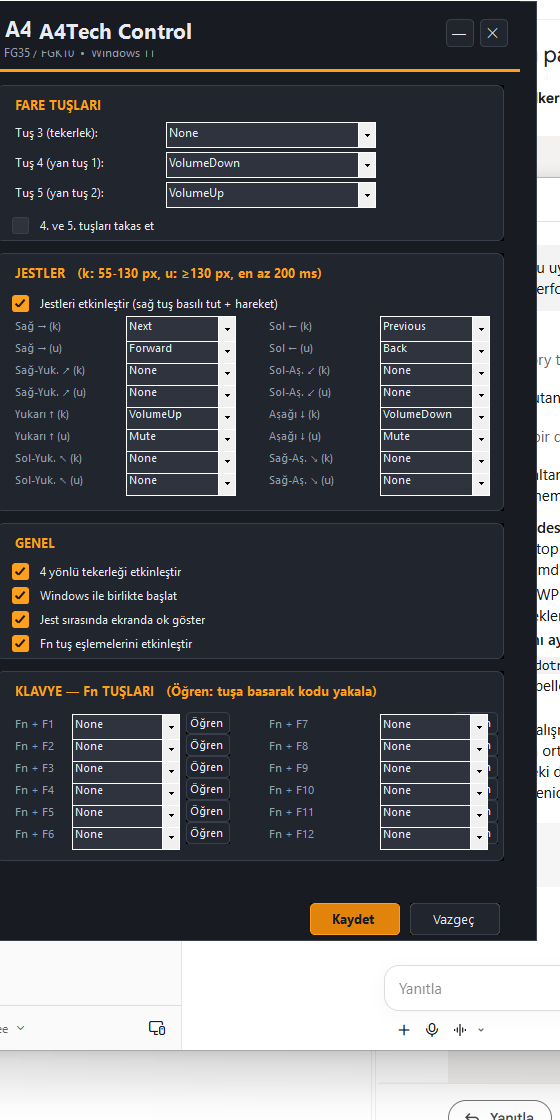 A4 A4Tech Control
FG35 / FGK10 • Windows 11
FARE TUŞLARI
Tuş 3 (tekerlek): None
Tuş 4 (yan tuş 1): VolumeDown
Tuş 5 (yan tuş 2): VolumeUp
4. ve 5. tuşları takas et
JESTLER (k: 55-130 px, u: ≥130 px, en az 200 ms)
Jestleri etkinleştir (sağ tuş basılı tut + hareket)
Sağ → (k) Next Sol ← (k) Previous
Sağ → (u) Forward Sol ← (u) Back
Sağ-Yuk. ↗ (k) None Sol-Aş. ↙ (k) None
Sağ-Yuk. ↗ (u) None Sol-Aş. ↙ (u) None
Yukarı ↑ (k) VolumeUp Aşağı ↓ (k) VolumeDown
Yukarı ↑ (u) Mute Aşağı ↓ (u) Mute
Sol-Yuk. ↖ (k) None Sağ-Aş. ↘ (k) None
Sol-Yuk. ↖ (u) None Sağ-Aş. ↘ (u) None
GENEL
4 yönlü tekerleği etkinleştir
Windows ile birlikte başlat
Jest sırasında ekranda ok göster
Fn tuş eşlemelerini etkinleştir
KLAVYE — Fn TUŞLARI (Öğren: tuşa basarak kodu yakala)
Fn + F1 None Öğren Fn + F7 None
Fn + F2 None Öğren Fn + F8 None
Fn + F3 None Öğren Fn + F9 None
Fn + F4 None Öğren Fn + F10 None
Fn + F5 None Öğren Fn + F11 None
Fn + F6 None Öğren Fn + F12 None
Kaydet Vazgeç
Yanıtla
Yanıtla